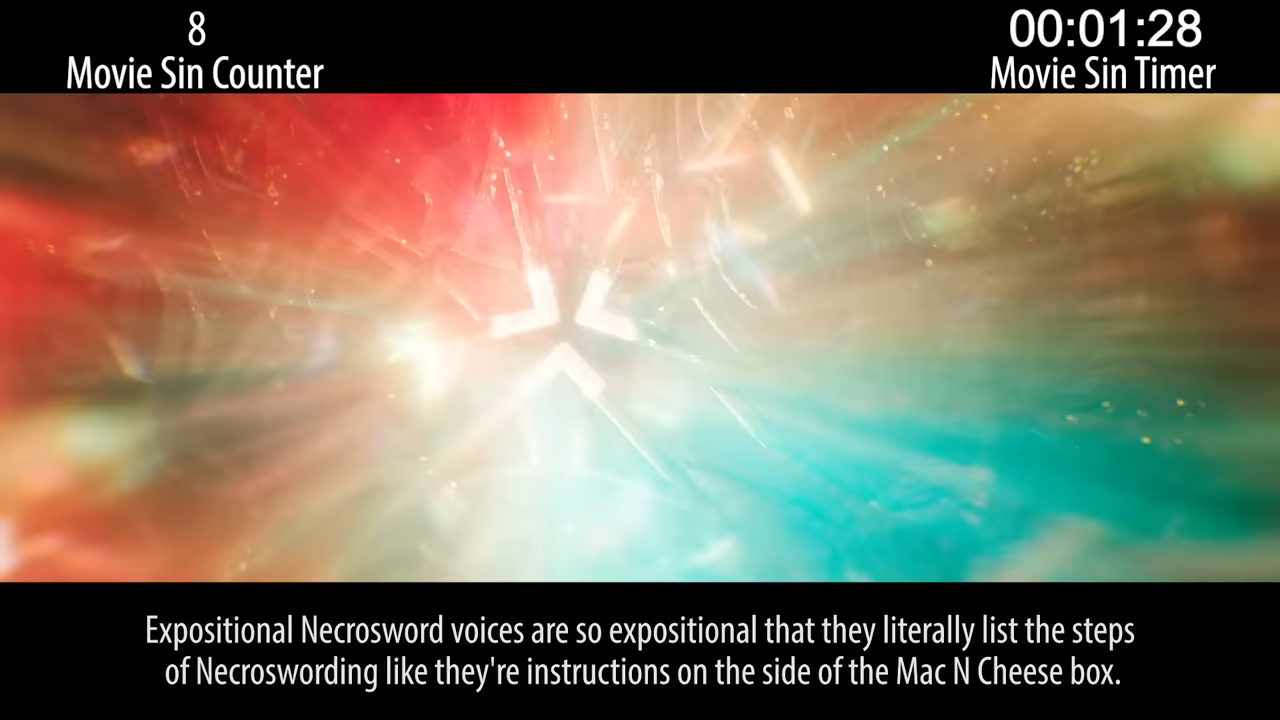 8
Movie Sin Counter
00:01:28
Movie Sin Timer
Expositional Necrosword voices are so expositional that they literally list the steps
of Necroswording like they're instructions on the side of the Mac N Cheese box.